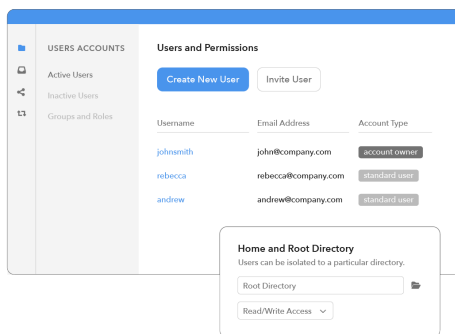 USERS ACCOUNTS
Active Users
Inactive Users
Groups and Roles
Users and Permissions
Create New User
Invite User
Username Email Address Account Type
johnsmith john@company.com account owner
rebecca rebecca@company.com standard user
andrew andrew@company.com standard user
Home and Root Directory
Users can be isolated to a particular directory.
Root Directory
Read/Write Access